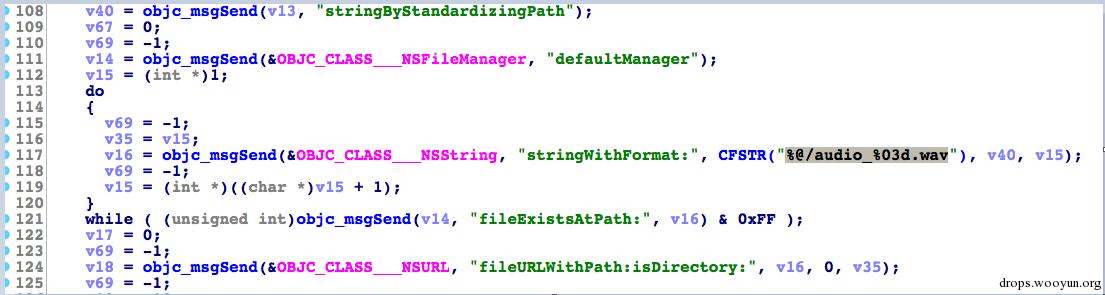 108 v40 = objc_msgSend(v13, "stringByStandardizingPath");
109 v67 = 0;
110 v69 = -1;
111 v14 = objc_msgSend(&OBJC_CLASS___NSFileManager, "defaultManager");
112 v15 = (int *)1;
113 do
114 {
115 v69 = -1;
116 v35 = v15;
117 v16 = objc_msgSend(&OBJC_CLASS___NSString, "stringWithFormat:", CFSTR("%@/audio_%03d.wav"), v40, v15);
118 v69 = -1;
119 v15 = (int *)((char *)v15 + 1);
120 }
121 while ( (unsigned int)objc_msgSend(v14, "fileExistsAtPath:", v16) & 0xFF );
122 v17 = 0;
123 v69 = -1;
124 v18 = objc_msgSend(&OBJC_CLASS___NSURL, "fileURLWithPath:isDirectory:", v16, 0, v35);
125 v69 = -1;
drops.wooyun.org